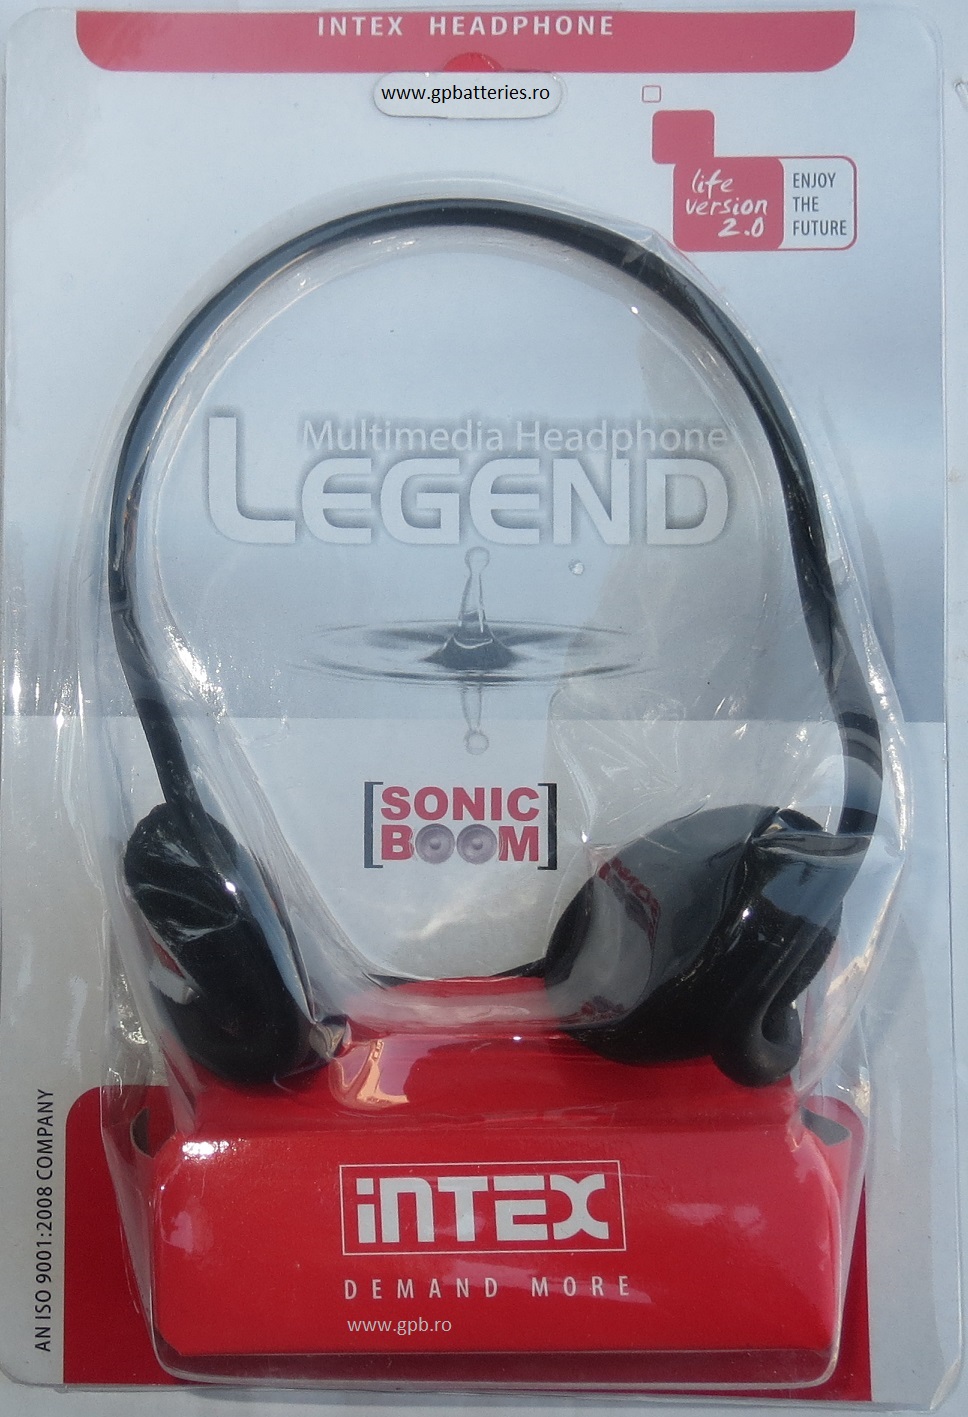 INTEX HEADPHONE
www.gpbatteries.ro
life
version
2.0
ENJOY
THE
FUTURE
Multimedia Headphone
LEGEND
[SONIC
BOOM]
AN ISO 9001:2008 COMPANY
iNTEX
DEMAND MORE
www.gpb.ro